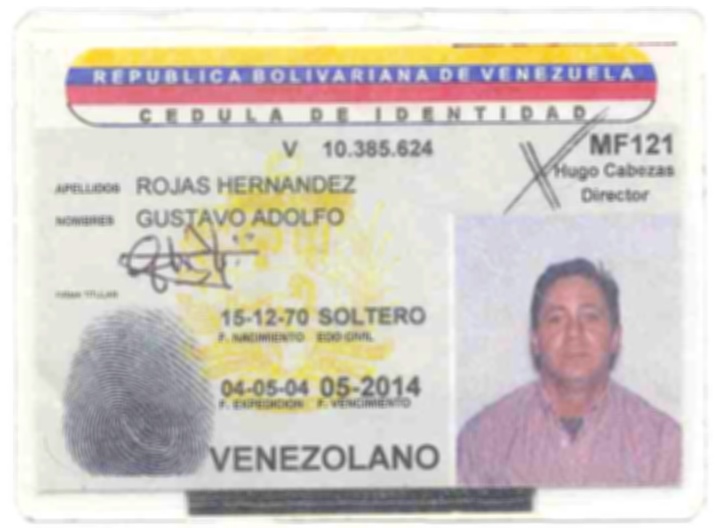 REPUBLICA BOLIVARIANA DE VENEZUELA
CEDULA DE IDENTIDAD
V 10.385.624
MF121
Hugo Cabezas
Director
APELLIDOS ROJAS HERNANDEZ
NOMBRES GUSTAVO ADOLFO
FIRMA TITULAR
15-12-70 SOLTERO
F. NACIMIENTO EDO CIVIL
04-05-04 05-2014
F. EXPEDICION F. VENCIMIENTO
VENEZOLANO